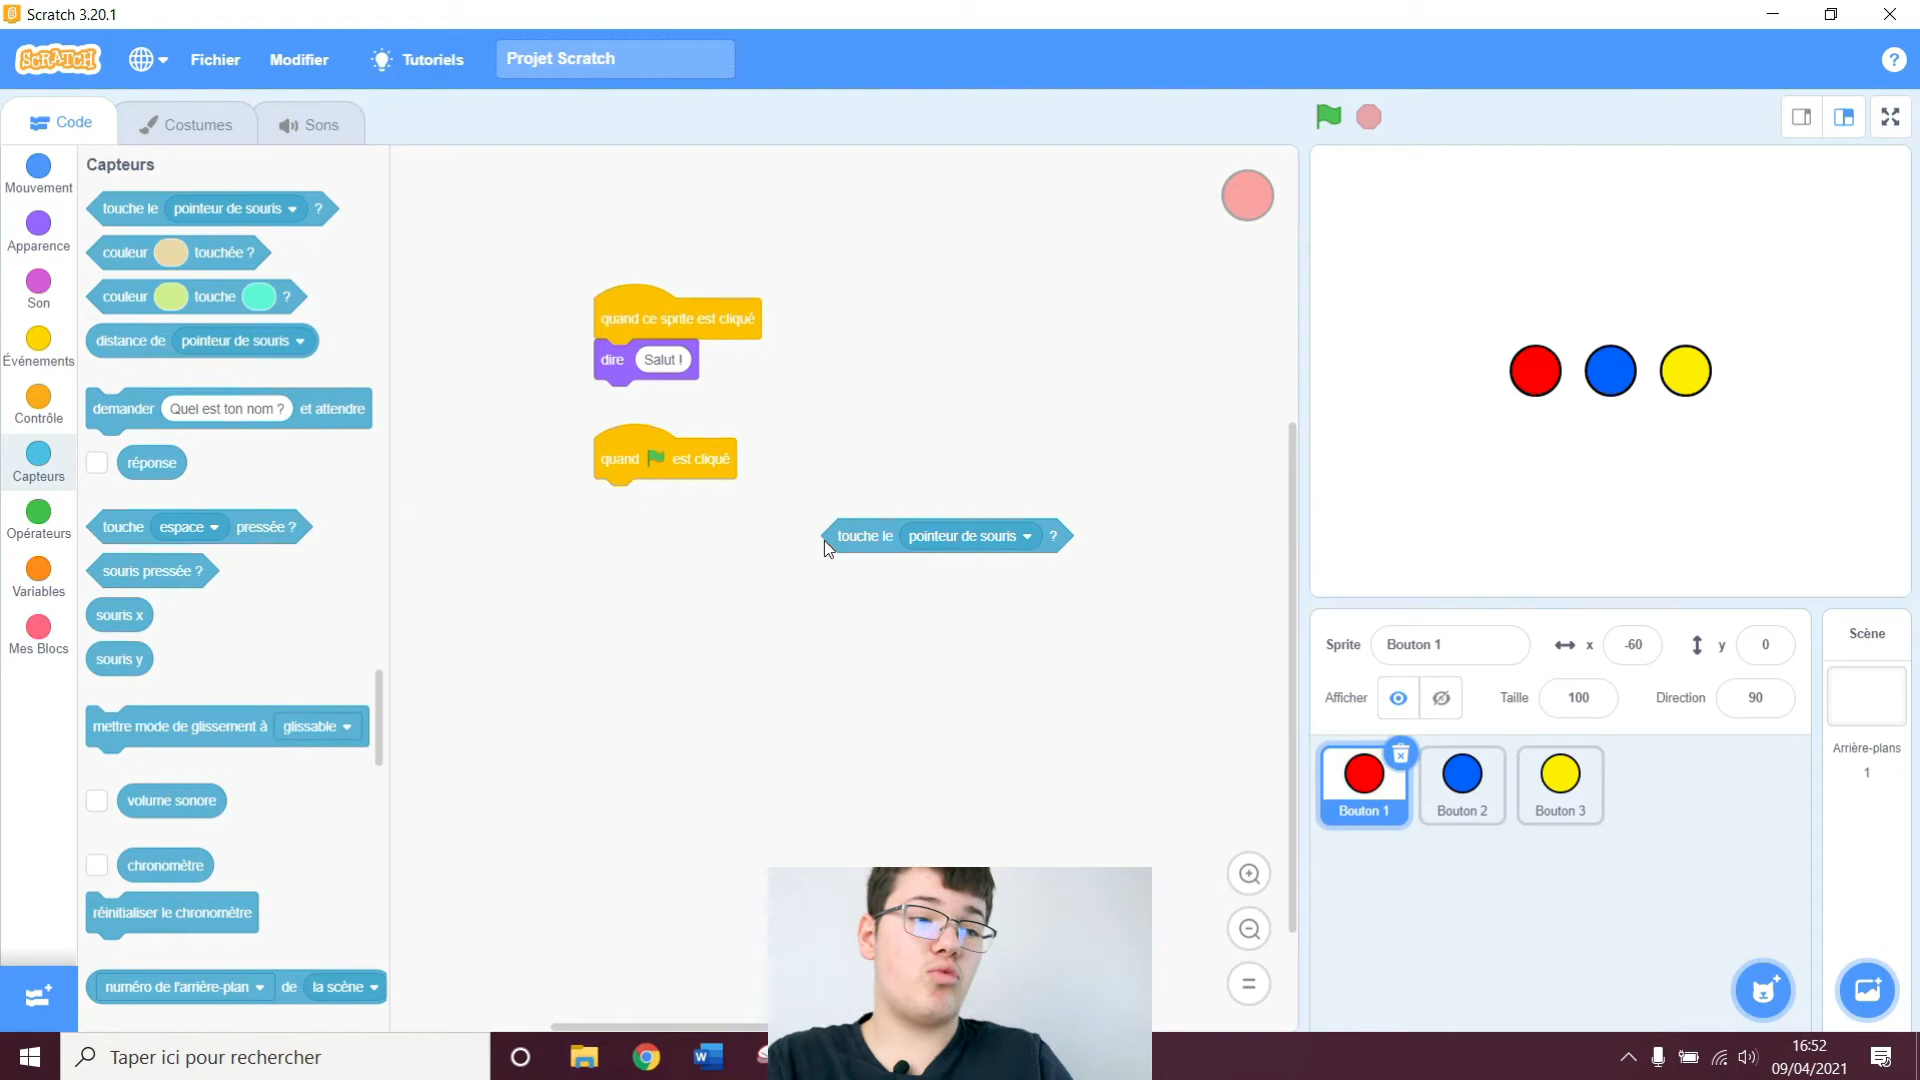 Scratch 3.20.1
SCRATCH
Fichier
Modifier
Tutoriels
Projet Scratch
?
Code
Costumes
Sons
Mouvement
Apparence
Son
Événements
Contrôle
Capteurs
Opérateurs
Variables
Mes Blocs
Capteurs
touche le pointeur de souris ?
couleur touchée ?
couleur touche ?
distance de pointeur de souris
demander Quel est ton nom ? et attendre
réponse
touche espace pressée ?
souris pressée ?
souris x
souris y
mettre mode de glissement à glissable
volume sonore
chronomètre
réinitialiser le chronomètre
numéro de l'arrière-plan de la scène
quand ce sprite est cliqué
dire Salut !
quand est cliqué
touche le pointeur de souris ?
Sprite Bouton 1 x -60 y 0
Afficher Taille 100 Direction 90
Bouton 1
Bouton 2
Bouton 3
Scène
Arrière-plans
1
Taper ici pour rechercher
W
16:52
09/04/2021